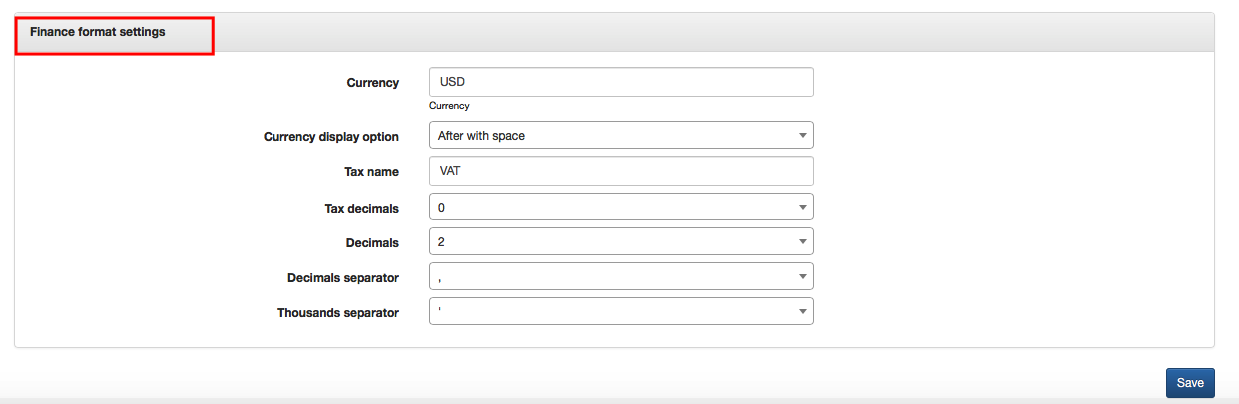 Finance format settings
Currency USD
Currency
Currency display option After with space
Tax name VAT
Tax decimals 0
Decimals 2
Decimals separator ,
Thousands separator '
Save